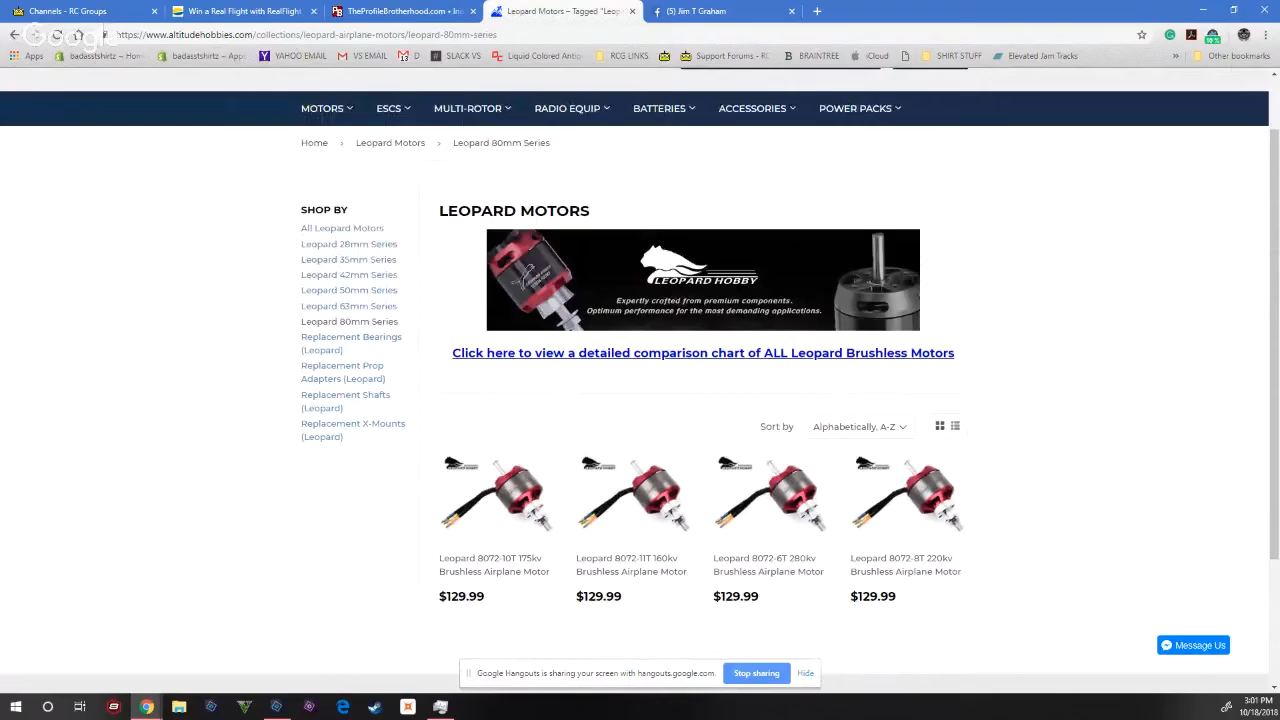 Channels - RC Groups
Win a Real Flight with RealFlight
TheProfileBrotherhood.com - In
Leopard Motors – Tagged "Leop
(5) Jim T Graham
Google
https://www.altitudehobbies.com/collections/leopard-airplane-motors/leopard-80mm-series
Apps
badasstshirtz – Hom
badasstshirtz ~ Appl
YAHOO EMAIL
VS EMAIL
D
SC
Liquid Colored Antiq
RCG LINKS
Support Forums - RC
BRAINTREE
iCloud
SHIRT STUFF
Elevated Jam Tracks
»
Other bookmarks
MOTORS
ESCS
MULTI-ROTOR
RADIO EQUIP
BATTERIES
ACCESSORIES
POWER PACKS
Home › Leopard Motors › Leopard 80mm Series
SHOP BY
All Leopard Motors
Leopard 28mm Series
Leopard 35mm Series
Leopard 42mm Series
Leopard 50mm Series
Leopard 63mm Series
Leopard 80mm Series
Replacement Bearings
(Leopard)
Replacement Prop
Adapters (Leopard)
Replacement Shafts
(Leopard)
Replacement X-Mounts
(Leopard)
LEOPARD MOTORS
LEOPARD HOBBY
Expertly crafted from premium components.
Optimum performance for the most demanding applications.
Click here to view a detailed comparison chart of ALL Leopard Brushless Motors
Sort by Alphabetically, A-Z
Leopard 8072-10T 175kv
Brushless Airplane Motor
$129.99
Leopard 8072-11T 160kv
Brushless Airplane Motor
$129.99
Leopard 8072-6T 280kv
Brushless Airplane Motor
$129.99
Leopard 8072-8T 220kv
Brushless Airplane Motor
$129.99
Message Us
Google Hangouts is sharing your screen with hangouts.google.com.
Stop sharing
Hide
3:01 PM
10/18/2018